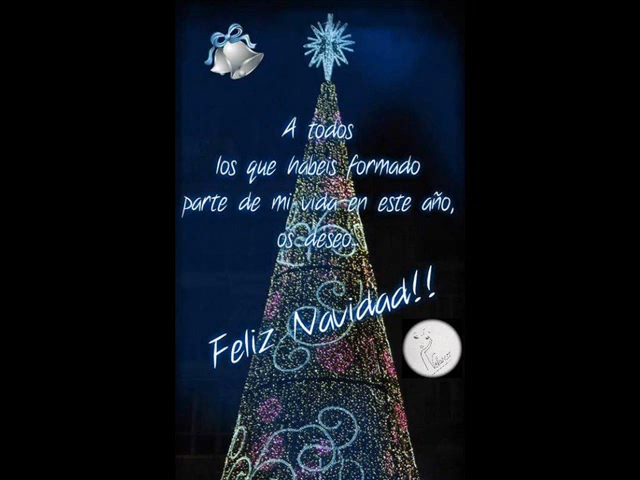 A todos
los que habeis formado
parte de mi vida en este año,
os deseo.
Feliz Navidad!!